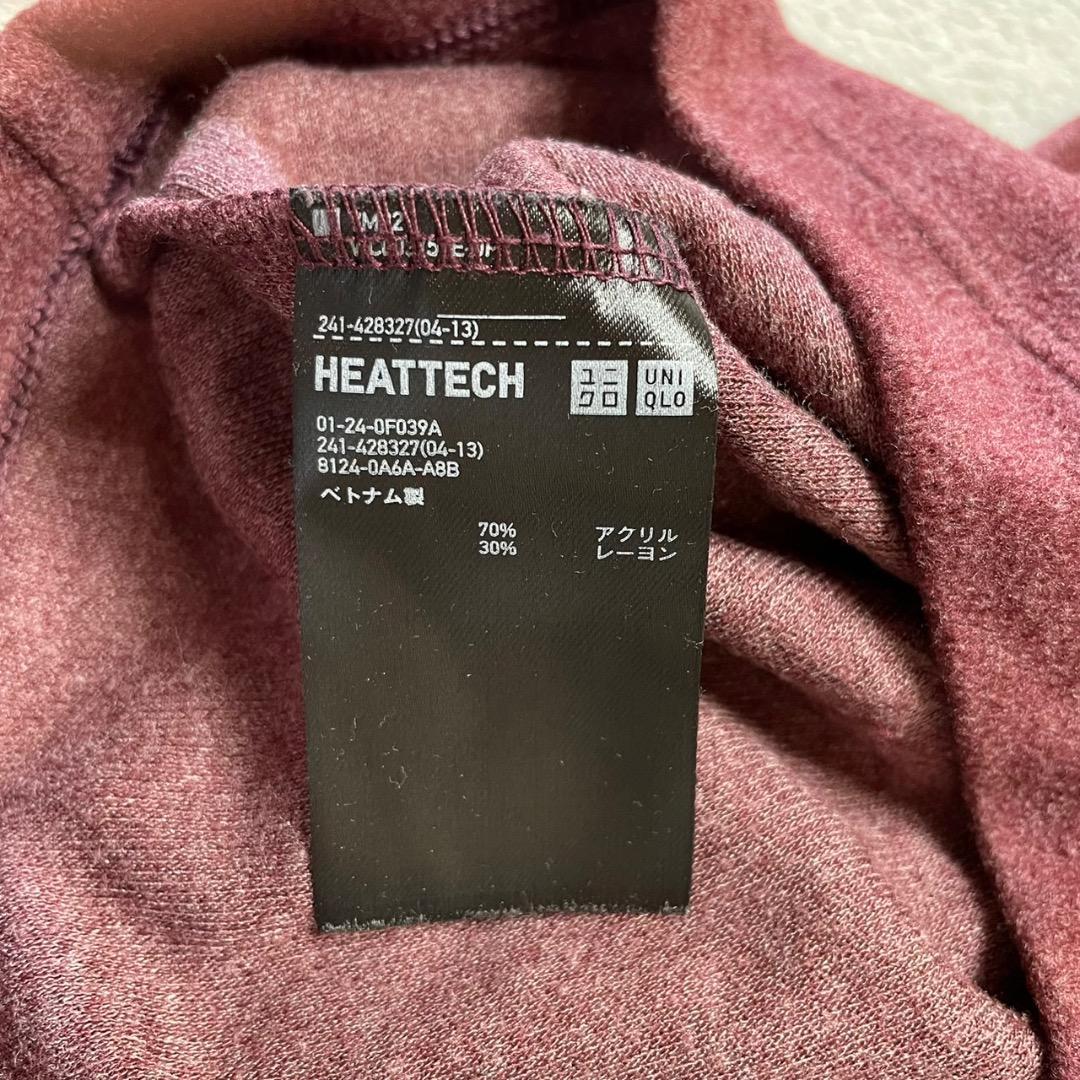 241-428327(04-13)
HEATTECH
ユニ
クロ
UNI
QLO
01-24-0F039A
241-428327(04-13)
8124-0A6A-A8B
ベトナム製
70% アクリル
30% レーヨン